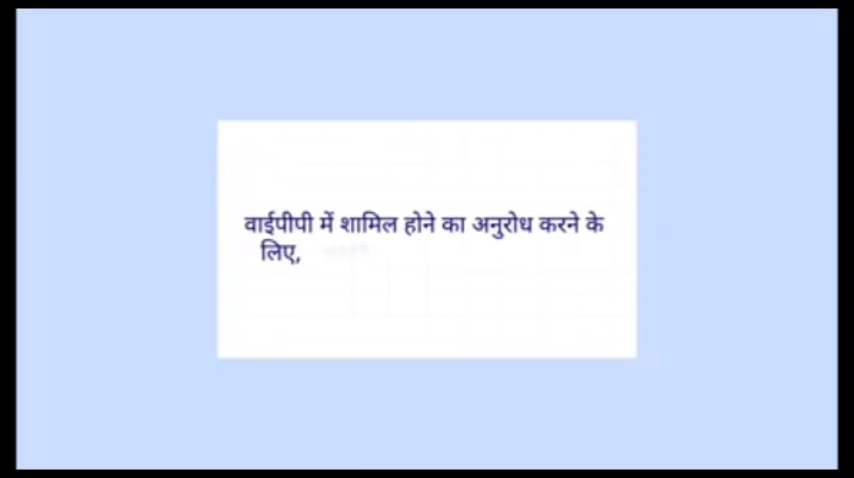 वाईपीपी में शामिल होने का अनुरोध करने के
लिए,